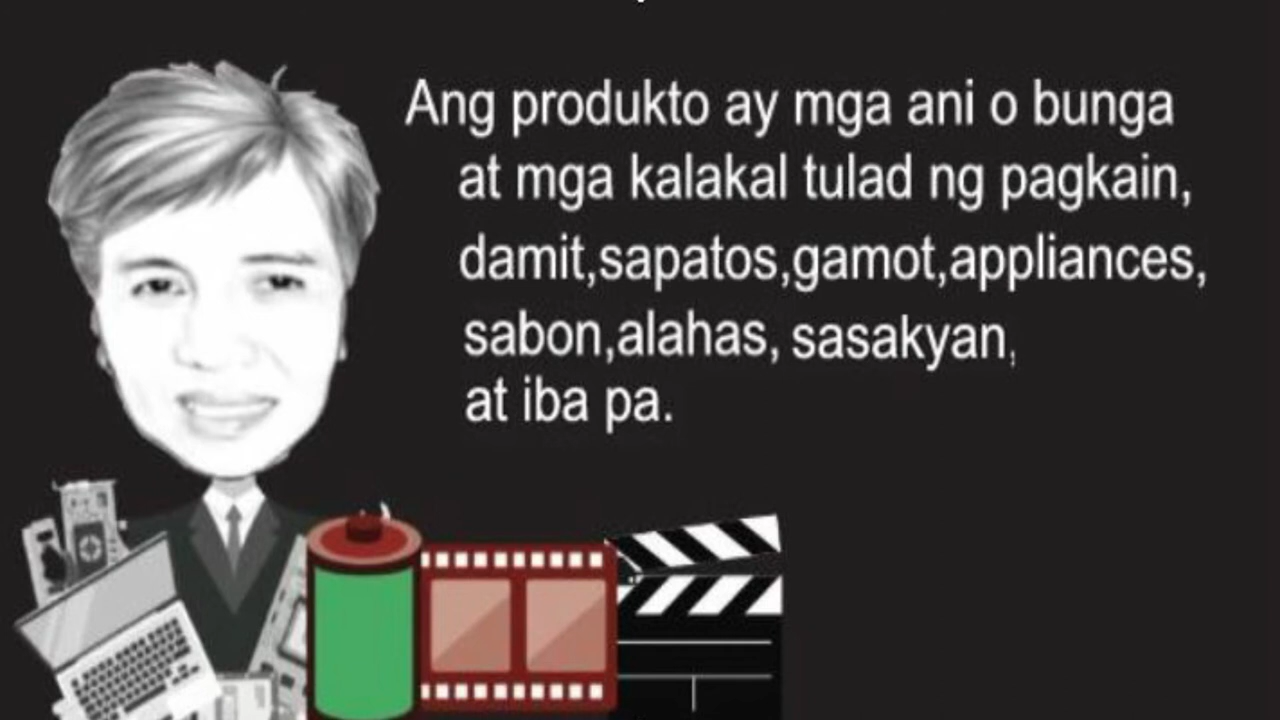 Ang produkto ay mga ani o bunga
at mga kalakal tulad ng pagkain,
damit,sapatos,gamot,appliances,
sabon,alahas, sasakyan,
at iba pa.